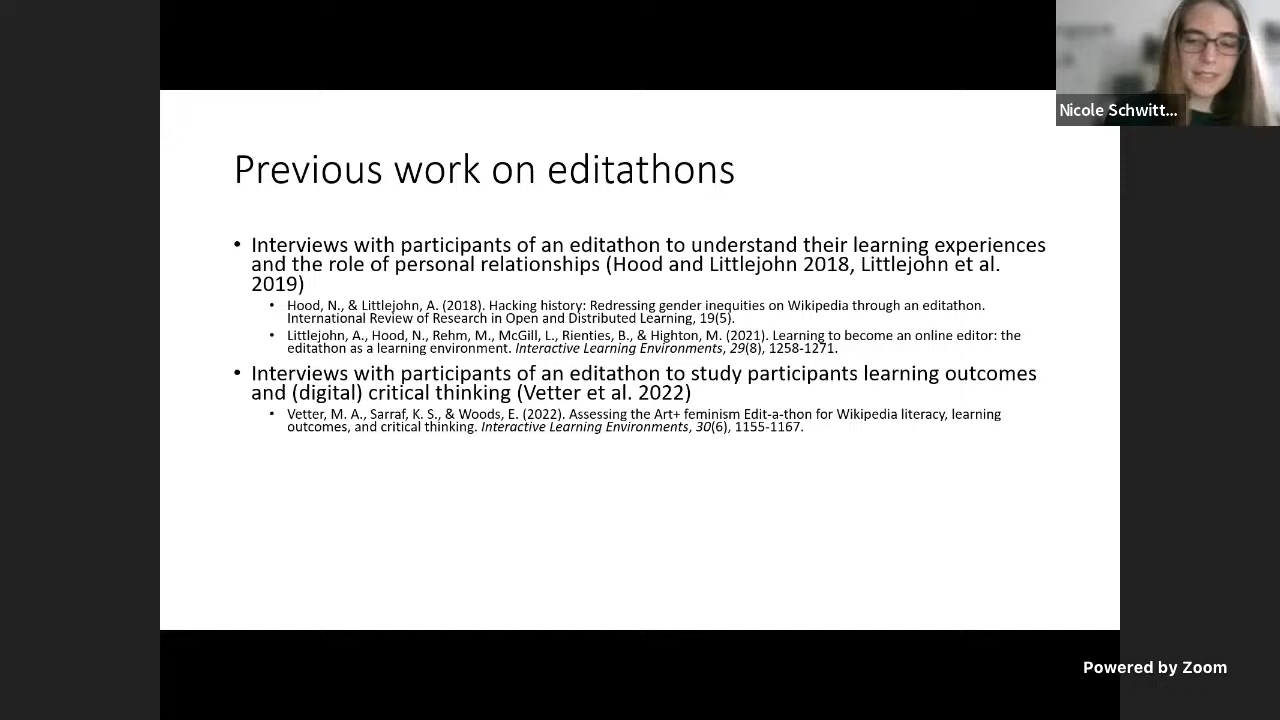 Nicole Schwitt...
Previous work on editathons
• Interviews with participants of an editathon to understand their learning experiences
and the role of personal relationships (Hood and Littlejohn 2018, Littlejohn et al.
2019)
• Hood, N., & Littlejohn, A. (2018). Hacking history: Redressing gender inequities on Wikipedia through an editathon.
International Review of Research in Open and Distributed Learning, 19(5).
• Littlejohn, A., Hood, N., Rehm, M., McGill, L., Rienties, B., & Highton, M. (2021). Learning to become an online editor: the
editathon as a learning environment. Interactive Learning Environments, 29(8), 1258-1271.
• Interviews with participants of an editathon to study participants learning outcomes
and (digital) critical thinking (Vetter et al. 2022)
• Vetter, M. A., Sarraf, K. S., & Woods, E. (2022). Assessing the Art+ feminism Edit-a-thon for Wikipedia literacy, learning
outcomes, and critical thinking. Interactive Learning Environments, 30(6), 1155-1167.
Powered by Zoom